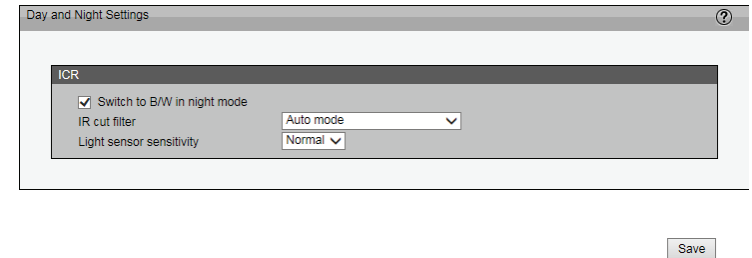 Day and Night Settings ?
ICR
Switch to B/W in night mode
IR cut filter Auto mode
Light sensor sensitivity Normal
Save